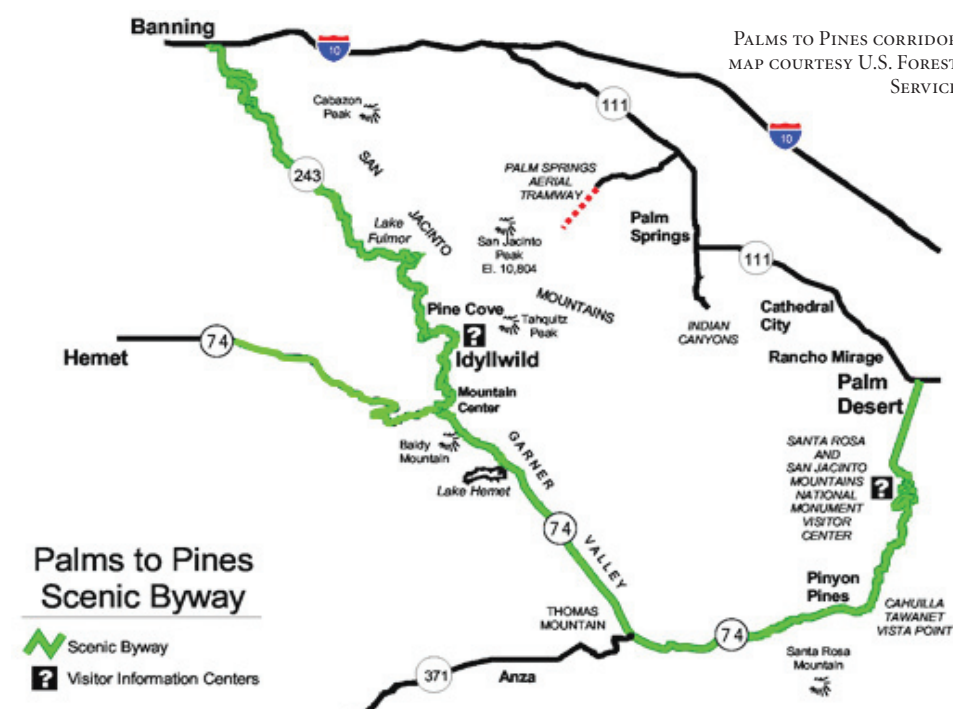 Banning
10
PALMS TO PINES CORRIDOR
MAP COURTESY U.S. FOREST
SERVICE
Cabazon
Peak
111
10
SAN
JACINTO
MOUNTAINS
243
PALM SPRINGS
AERIAL
TRAMWAY
Lake
Fulmor
San Jacinto
Peak
El. 10,804
Palm
Springs
111
Pine Cove
Tahquitz
Peak
INDIAN
CANYONS
Cathedral
City
74
Hemet
?
Idyllwild
Rancho Mirage
Palm
Desert
Mountain
Center
Baldy
Mountain
Lake Hemet
GARNER
VALLEY
74
SANTA ROSA
AND
SAN JACINTO
MOUNTAINS
NATIONAL
MONUMENT
VISITOR
CENTER
?
Pinyon
Pines
CAHUILLA
TAWANET
VISTA POINT
THOMAS
MOUNTAIN
74
Santa Rosa
Mountain
371
Anza
Palms to Pines
Scenic Byway
Scenic Byway
? Visitor Information Centers